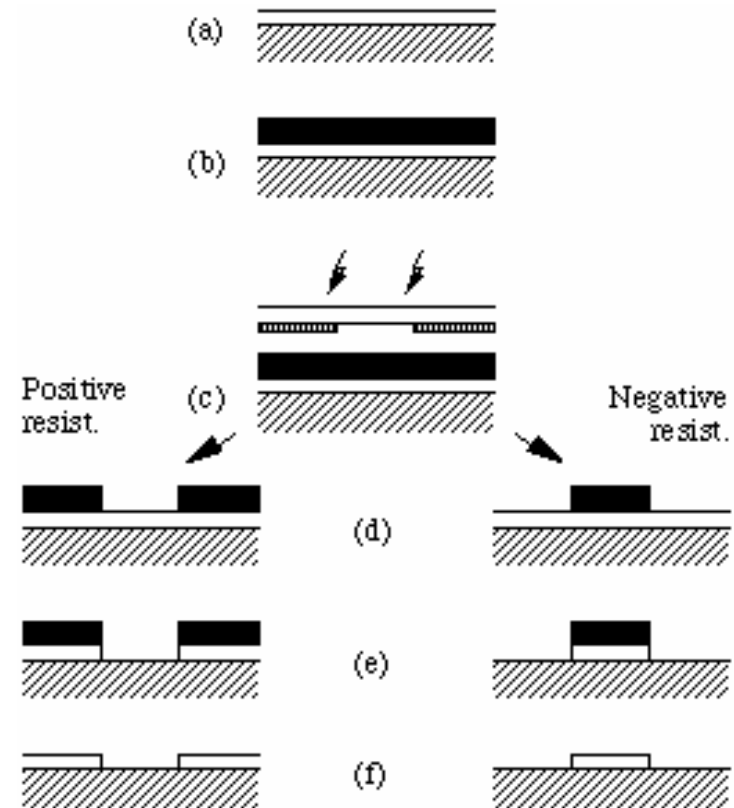 (a)
(b)
Positive
resist.
(c)
Negative
resist.
(d)
(e)
(f)